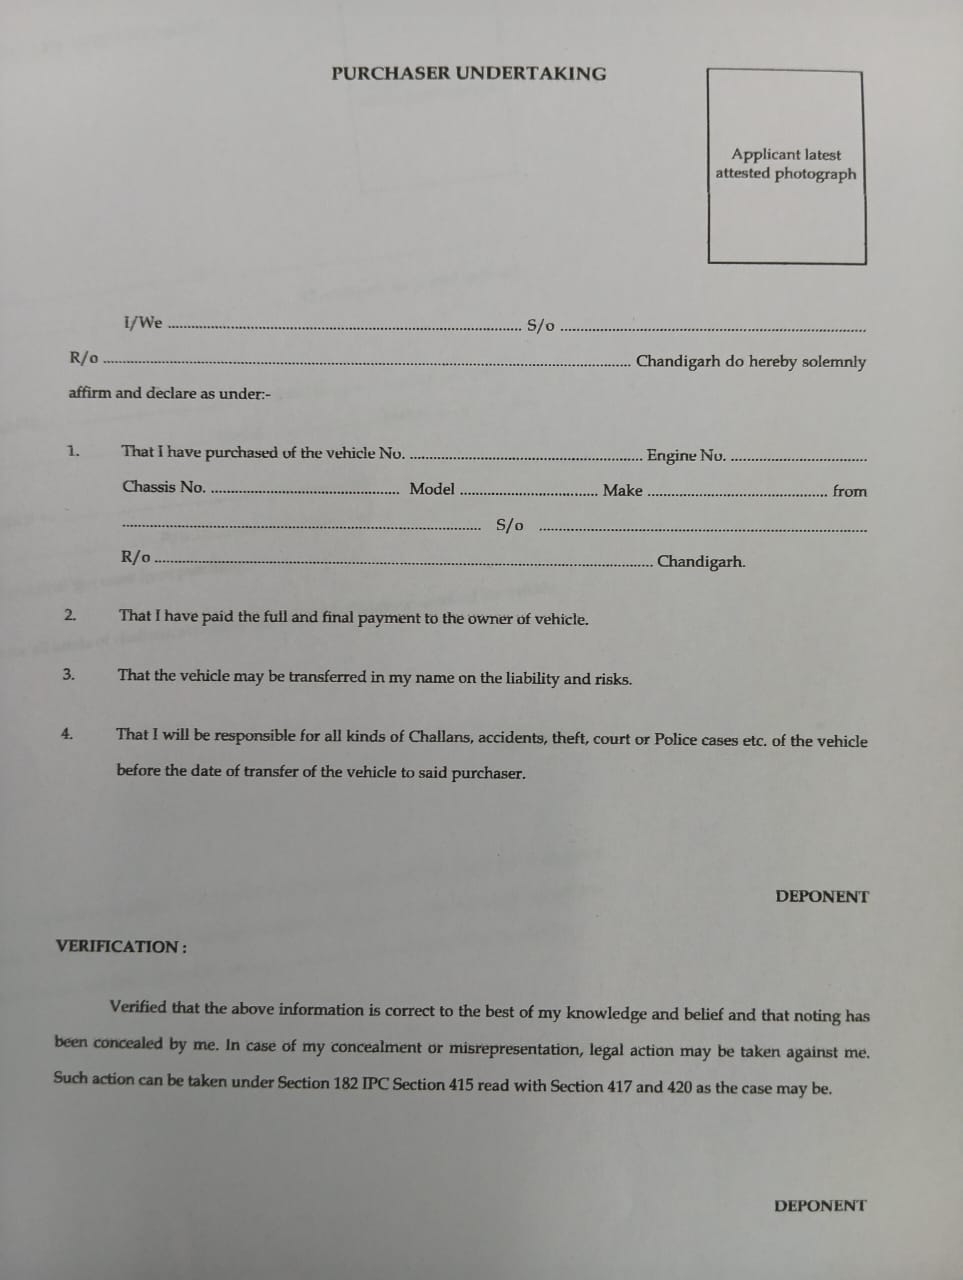 PURCHASER UNDERTAKING
Applicant latest
attested photograph
I/We ........................................................................ S/o ..............................................................
R/o .......................................................................................................... Chandigarh do hereby solemnly
affirm and declare as under:-
1. That I have purchased of the vehicle No. ............................................... Engine No. ............................
Chassis No. ...................................... Model ............................ Make ..................................... from
......................................................................... S/o ...................................................................
R/o .................................................................................................... Chandigarh.
2. That I have paid the full and final payment to the owner of vehicle.
3. That the vehicle may be transferred in my name on the liability and risks.
4. That I will be responsible for all kinds of Challans, accidents, theft, court or Police cases etc. of the vehicle
before the date of transfer of the vehicle to said purchaser.
DEPONENT
VERIFICATION :
Verified that the above information is correct to the best of my knowledge and belief and that noting has
been concealed by me. In case of my concealment or misrepresentation, legal action may be taken against me.
Such action can be taken under Section 182 IPC Section 415 read with Section 417 and 420 as the case may be.
DEPONENT